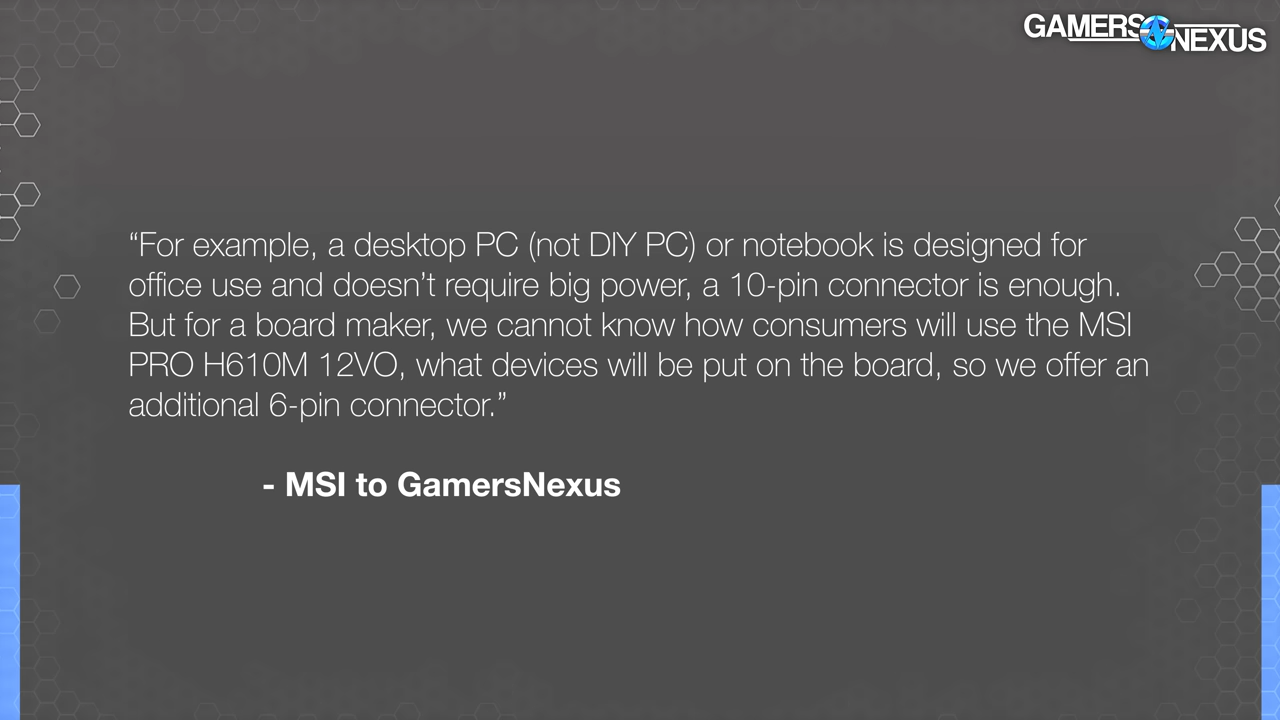 GAMERS NEXUS
“For example, a desktop PC (not DIY PC) or notebook is designed for
office use and doesn’t require big power, a 10-pin connector is enough.
But for a board maker, we cannot know how consumers will use the MSI
PRO H610M 12VO, what devices will be put on the board, so we offer an
additional 6-pin connector.”
- MSI to GamersNexus